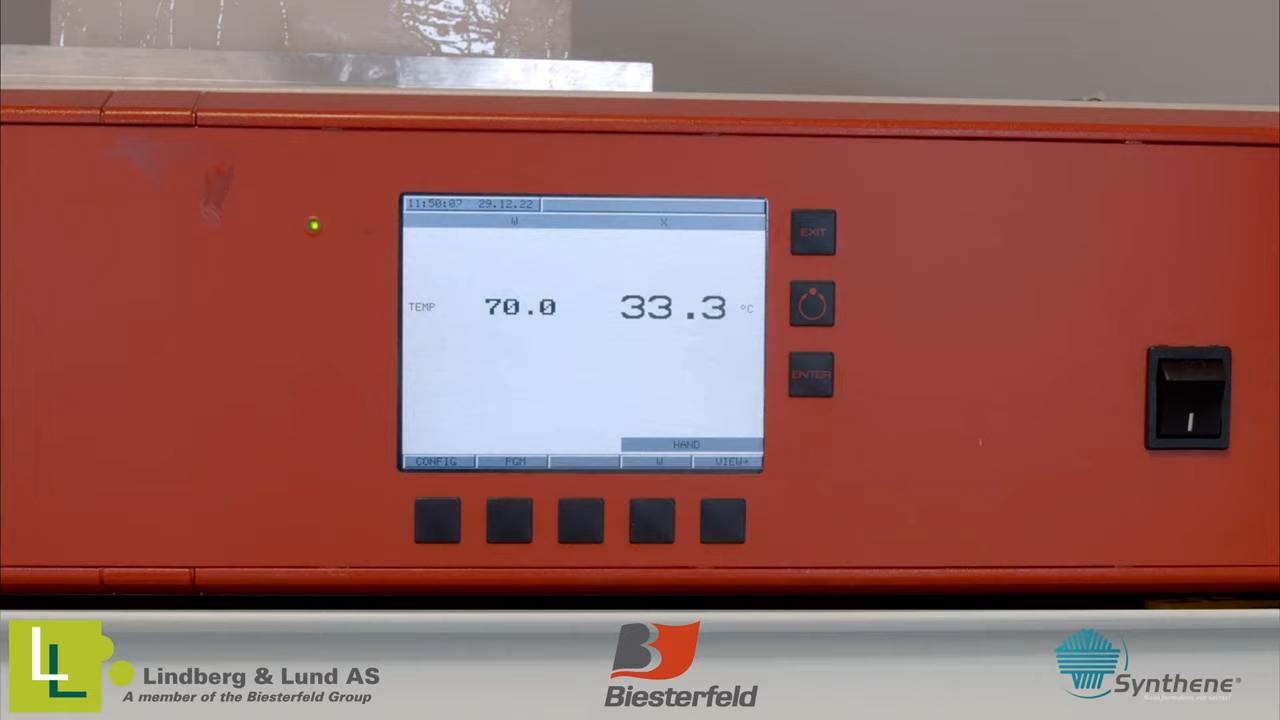 11:50:07 29.12.22
W X
EXIT
TEMP 70.0 33.3 °C
ENTER
HAND
CONFIG PGM W VIEW→
Lindberg & Lund AS
A member of the Biesterfeld Group
B
Biesterfeld
Synthene®